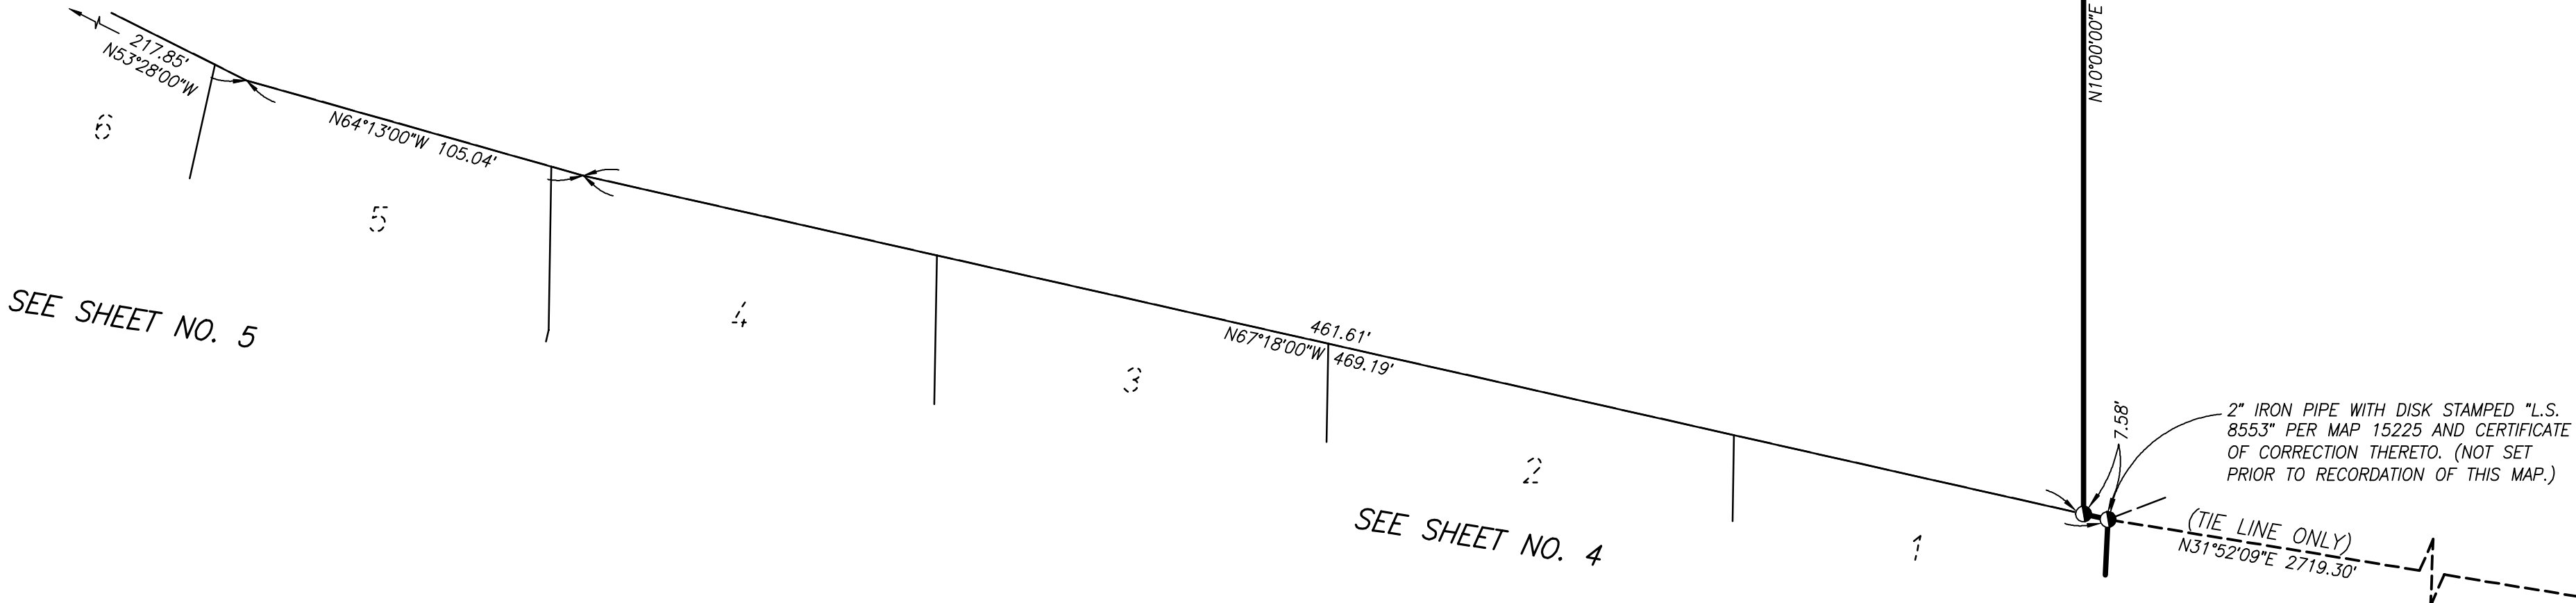 217.85'
N53°28'00"W
6
N64°13'00"W 105.04'
5
SEE SHEET NO. 5
4
461.61'
N67°18'00"W 469.19'
3
2
SEE SHEET NO. 4
1
N10°00'00"E
7.58'
2" IRON PIPE WITH DISK STAMPED "L.S.
8553" PER MAP 15225 AND CERTIFICATE
OF CORRECTION THERETO. (NOT SET
PRIOR TO RECORDATION OF THIS MAP.)
(TIE LINE ONLY)
N31°52'09"E 2719.30'